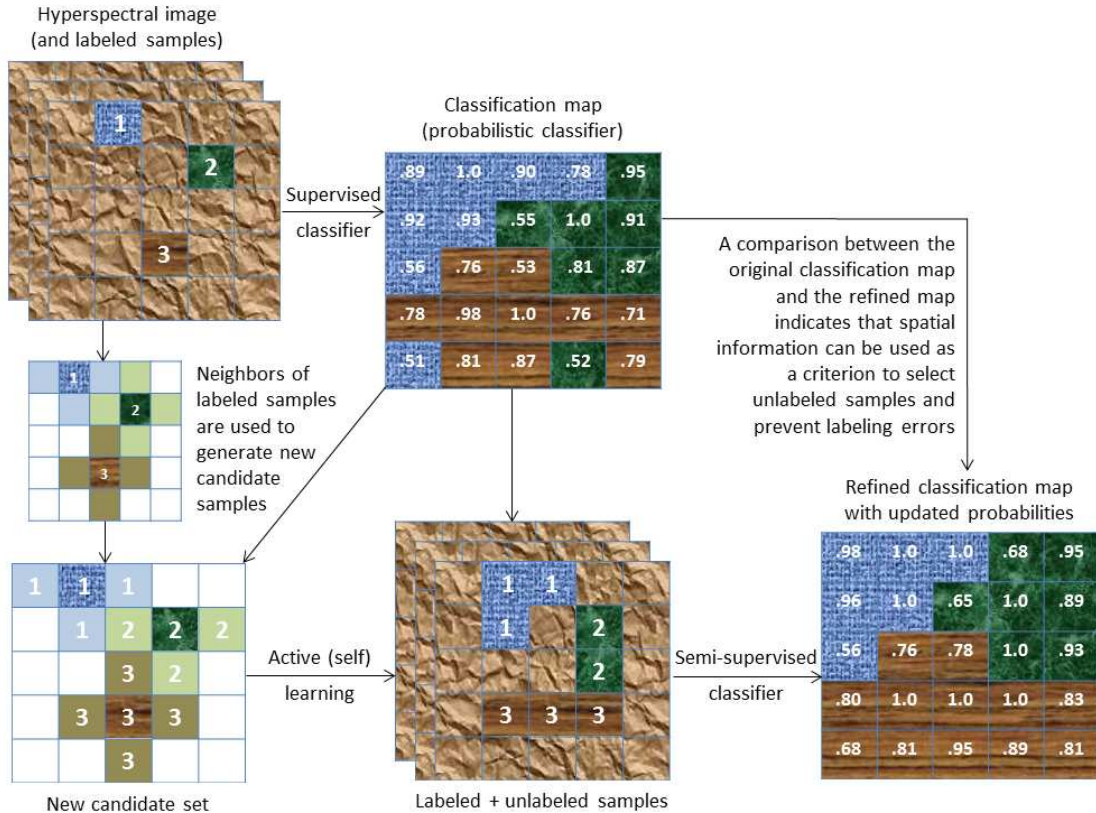 Hyperspectral image
(and labeled samples)
1
2
3
Supervised
classifier
Classification map
(probabilistic classifier)
.89 1.0 .90 .78 .95
.92 .93 .55 1.0 .91
.56 .76 .53 .81 .87
.78 .98 1.0 .76 .71
.51 .81 .87 .52 .79
A comparison between the
original classification map
and the refined map
indicates that spatial
information can be used as
a criterion to select
unlabeled samples and
prevent labeling errors
1
2
3
Neighbors of
labeled samples
are used to
generate new
candidate
samples
1 1 1
1 2 2 2
3 2
3 3 3
3
New candidate set
Active (self)
learning
1 1
1 2
2
3 3 3
Labeled + unlabeled samples
Semi-supervised
classifier
Refined classification map
with updated probabilities
.98 1.0 1.0 .68 .95
.96 1.0 .65 1.0 .89
.56 .76 .78 1.0 .93
.80 1.0 1.0 1.0 .83
.68 .81 .95 .89 .81